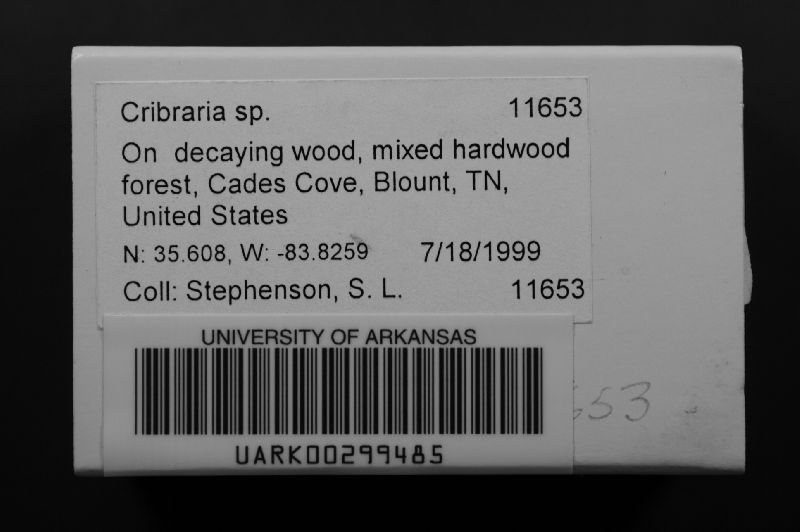 Cribraria sp. 11653
On decaying wood, mixed hardwood
forest, Cades Cove, Blount, TN,
United States
N: 35.608, W: -83.8259 7/18/1999
Coll: Stephenson, S. L. 11653
UNIVERSITY OF ARKANSAS
653
UARK00299485